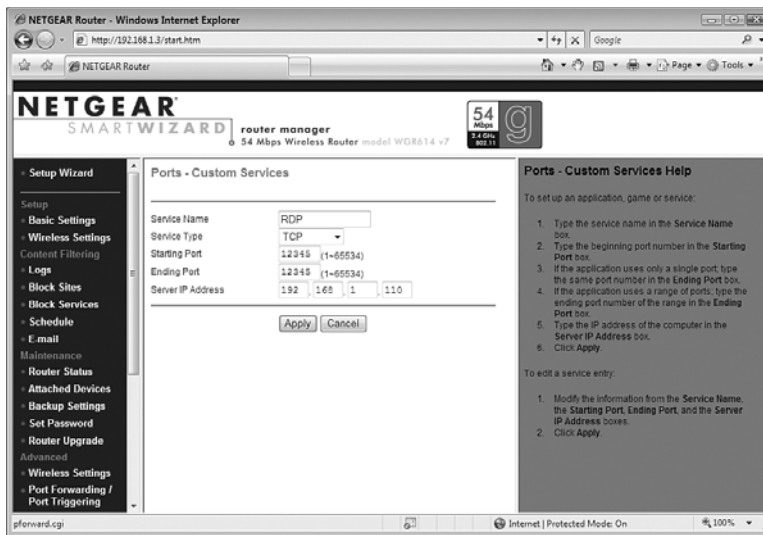 NETGEAR Router - Windows Internet Explorer
http://192.168.1.3/start.htm
Google
NETGEAR Router
Page
Tools
NETGEAR
SMARTWIZARD
router manager
54 Mbps Wireless Router model WGR614 v7
54
Mbps
2.4 GHz
802.11
g
Setup Wizard
Setup
Basic Settings
Wireless Settings
Content Filtering
Logs
Block Sites
Block Services
Schedule
E-mail
Maintenance
Router Status
Attached Devices
Backup Settings
Set Password
Router Upgrade
Advanced
Wireless Settings
Port Forwarding /
Port Triggering
Ports - Custom Services
Service Name RDP
Service Type TCP
Starting Port 12345 (1~65534)
Ending Port 12345 (1~65534)
Server IP Address 192 . 168 . 1 . 110
Apply Cancel
Ports - Custom Services Help
To set up an application, game or service:
1. Type the service name in the Service Name
box.
2. Type the beginning port number in the Starting
Port box.
3. If the application uses only a single port; type
the same port number in the Ending Port box.
4. If the application uses a range of ports; type the
ending port number of the range in the Ending
Port box.
5. Type the IP address of the computer in the
Server IP Address box.
6. Click Apply.
To edit a service entry:
1. Modify the information from the Service Name,
the Starting Port, Ending Port, and the Server
IP Address boxes.
2. Click Apply.
pforward.cgi
Internet | Protected Mode: On
100%